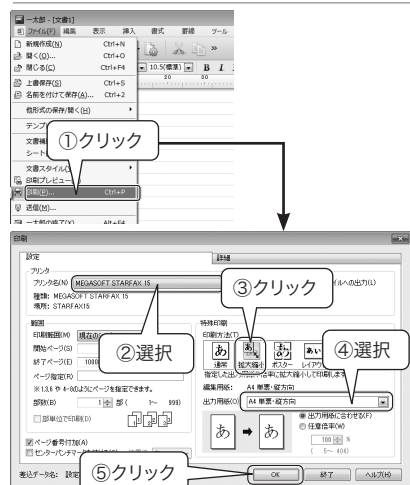 一太郎 - [文書1]
ファイル(F) 編集 表示 挿入 書式 罫線 ツール
新規作成(N) Ctrl+N
開く(O)... Ctrl+O
閉じる(C) Ctrl+F4
10.5(標準) B I
上書保存(S) Ctrl+S
名前を付けて保存(A)... Ctrl+2
他形式の保存/開く(H)
テンプ
文書補
シート
①クリック
文書スタイル
印刷プレビュー
印刷(P)... Ctrl+P
送信(M)...
一太郎の終了(X) Alt+F4
印刷
設定 詳細
プリンタ
プリンタ名(N) MEGASOFT STARFAX 15
種類: MEGASOFT STARFAX 15
場所: STARFAX15
イルへの出力(L)
③クリック
②選択
④選択
範囲
印刷範囲(M) 現在の
開始ページ(S)
終了ページ(E) 1000
ページ指定(R)
※1,3,6 や 4-8のようにページを指定できます。
部数(B) 1 部 ( 1～ 999)
部単位で印刷(D)
ページ番号付加(A)
センターパンチマー
特殊印刷
印刷方法(T)
通常 拡大縮小 ポスター レイアウ
指定した出力用紙や倍率に拡大縮小して印刷します
編集用紙: A4 単票・縦方向
出力用紙(O) A4 単票・縦方向
あ あ
出力用紙に合わせる(F)
任意倍率(W)
100 %
( 5～ 404)
差込データ名: 設定
⑤クリック
OK 終了 ヘルプ(H)